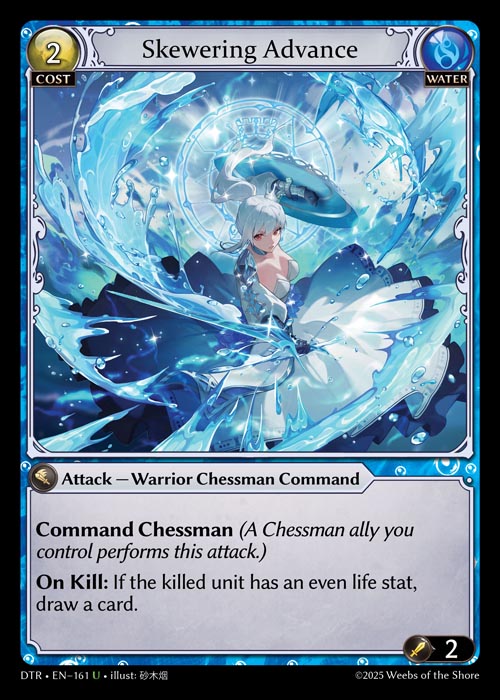 2
COST
Skewering Advance
WATER
Attack — Warrior Chessman Command
Command Chessman (A Chessman ally you
control performs this attack.)
On Kill: If the killed unit has an even life stat,
draw a card.
2
DTR • EN-161 U • illust: 砂木烟
©2025 Weebs of the Shore